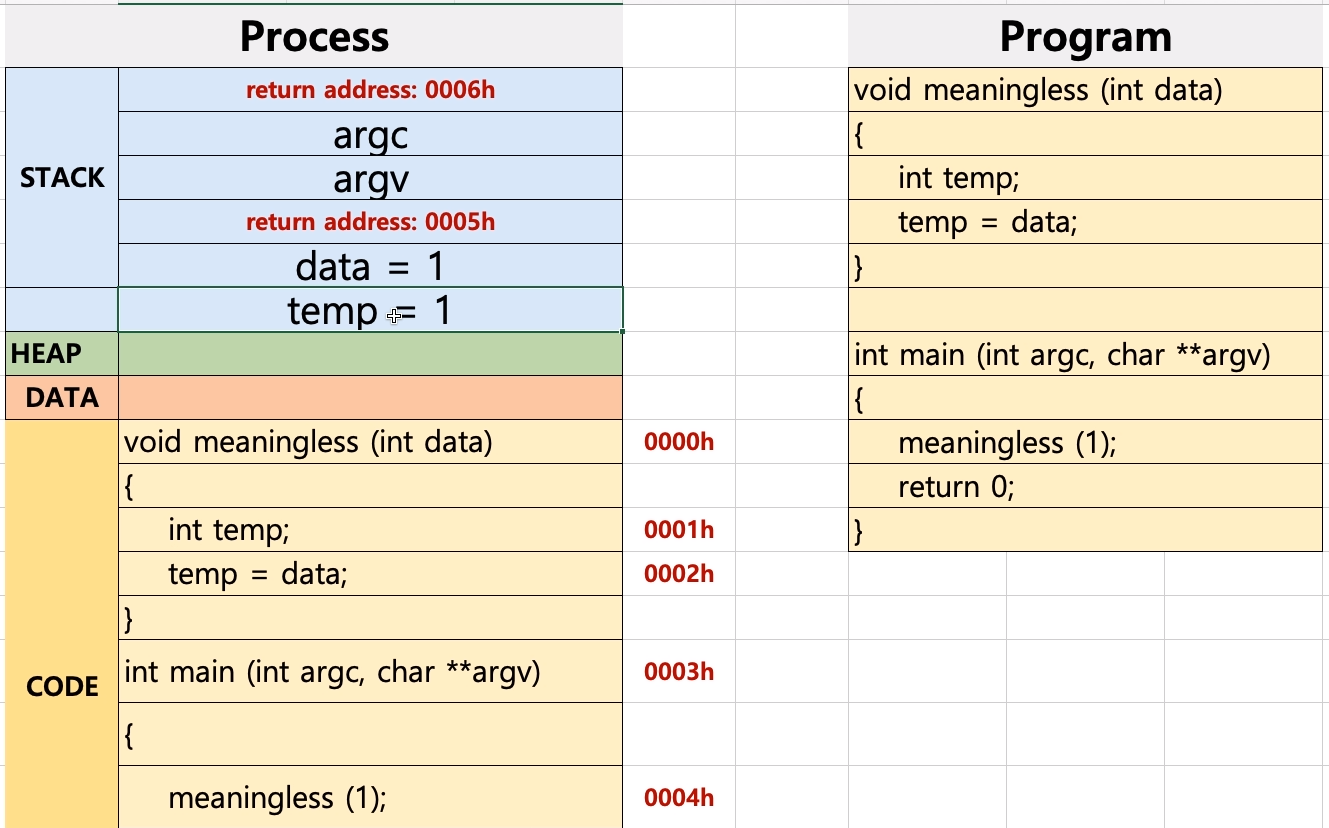 Process
Program
STACK
return address: 0006h
argc
argv
return address: 0005h
data = 1
temp = 1
HEAP
DATA
CODE
void meaningless (int data)
{
int temp;
temp = data;
}
int main (int argc, char **argv)
{
meaningless (1);
0000h
0001h
0002h
0003h
0004h
void meaningless (int data)
{
int temp;
temp = data;
}
int main (int argc, char **argv)
{
meaningless (1);
return 0;
}